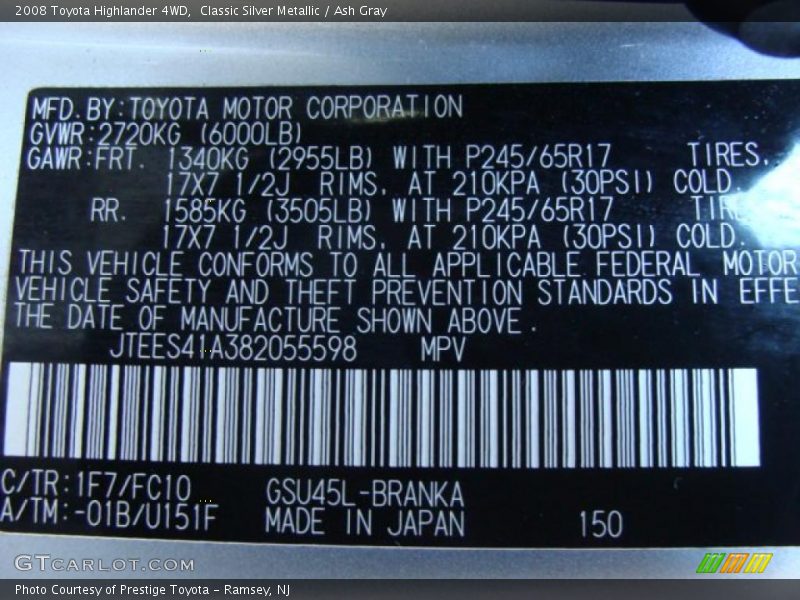 2008 Toyota Highlander 4WD, Classic Silver Metallic / Ash Gray
MFD. BY: TOYOTA MOTOR CORPORATION
GVWR: 2720KG (6000LB)
GAWR: FRT. 1340KG (2955LB) WITH P245/65R17 TIRES.
17X7 1/2J RIMS. AT 210KPA (30PSI) COLD.
RR. 1585KG (3505LB) WITH P245/65R17
17X7 1/2J RIMS. AT 210KPA (30PSI) COLD.
THIS VEHICLE CONFORMS TO ALL APPLICABLE FEDERAL MOTOR
VEHICLE SAFETY AND THEFT PREVENTION STANDARDS IN EFFE
THE DATE OF MANUFACTURE SHOWN ABOVE.
JTEES41A382055598 MPV
C/TR: 1F7/FC10 GSU45L-BRANKA
A/TM: -01B/U151F MADE IN JAPAN 150
GTCARLOT.COM
Photo Courtesy of Prestige Toyota - Ramsey, NJ